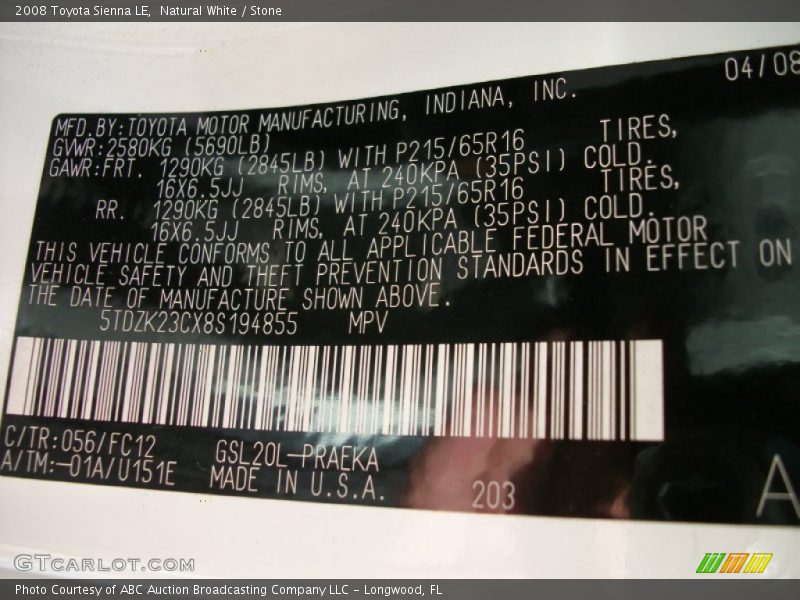 2008 Toyota Sienna LE, Natural White / Stone
04/08
MFD.BY:TOYOTA MOTOR MANUFACTURING, INDIANA, INC.
GVWR:2580KG (5690LB)
GAWR:FRT. 1290KG (2845LB) WITH P215/65R16 TIRES,
16X6.5JJ RIMS, AT 240KPA (35PSI) COLD.
RR. 1290KG (2845LB) WITH P215/65R16 TIRES,
16X6.5JJ RIMS, AT 240KPA (35PSI) COLD.
THIS VEHICLE CONFORMS TO ALL APPLICABLE FEDERAL MOTOR
VEHICLE SAFETY AND THEFT PREVENTION STANDARDS IN EFFECT ON
THE DATE OF MANUFACTURE SHOWN ABOVE.
5TDZK23CX8S194855 MPV
C/TR:056/FC12 GSL20L-PRAEKA
A/TM:-01A/U151E MADE IN U.S.A.
203
A
GTCARLOT.COM
Photo Courtesy of ABC Auction Broadcasting Company LLC - Longwood, FL